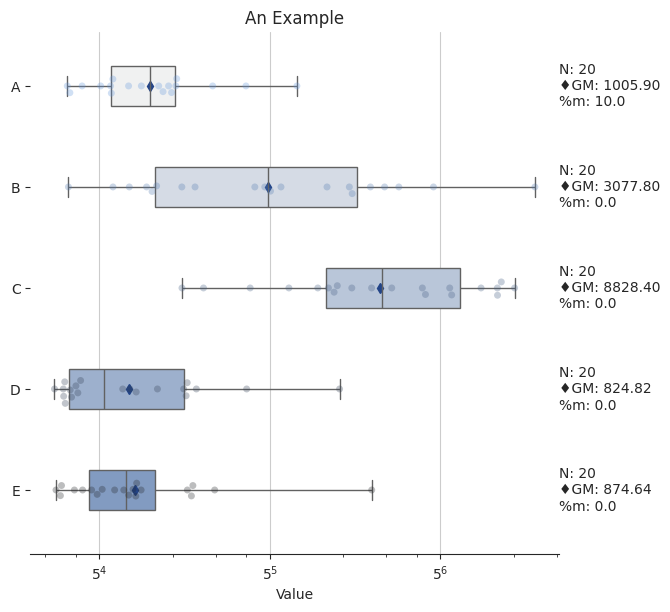 An Example
A
N: 20
♦GM: 1005.90
%m: 10.0
B
N: 20
♦GM: 3077.80
%m: 0.0
C
N: 20
♦GM: 8828.40
%m: 0.0
D
N: 20
♦GM: 824.82
%m: 0.0
E
N: 20
♦GM: 874.64
%m: 0.0
5⁴ 5⁵ 5⁶
Value